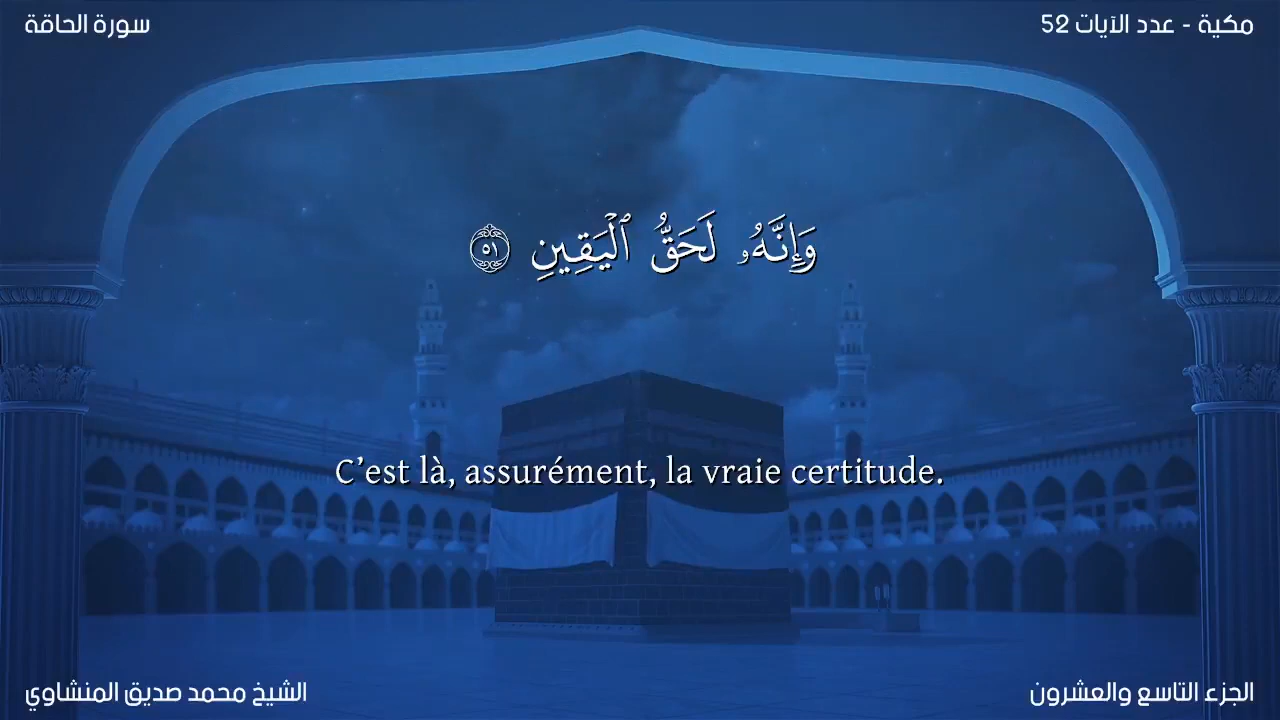 مكية - عدد الآيات 52
سورة الحاقة
وَإِنَّهُۥ لَحَقُّ ٱلْيَقِينِ ٥١
C’est là, assurément, la vraie certitude.
الجزء التاسع والعشرون
الشيخ محمد صديق المنشاوي